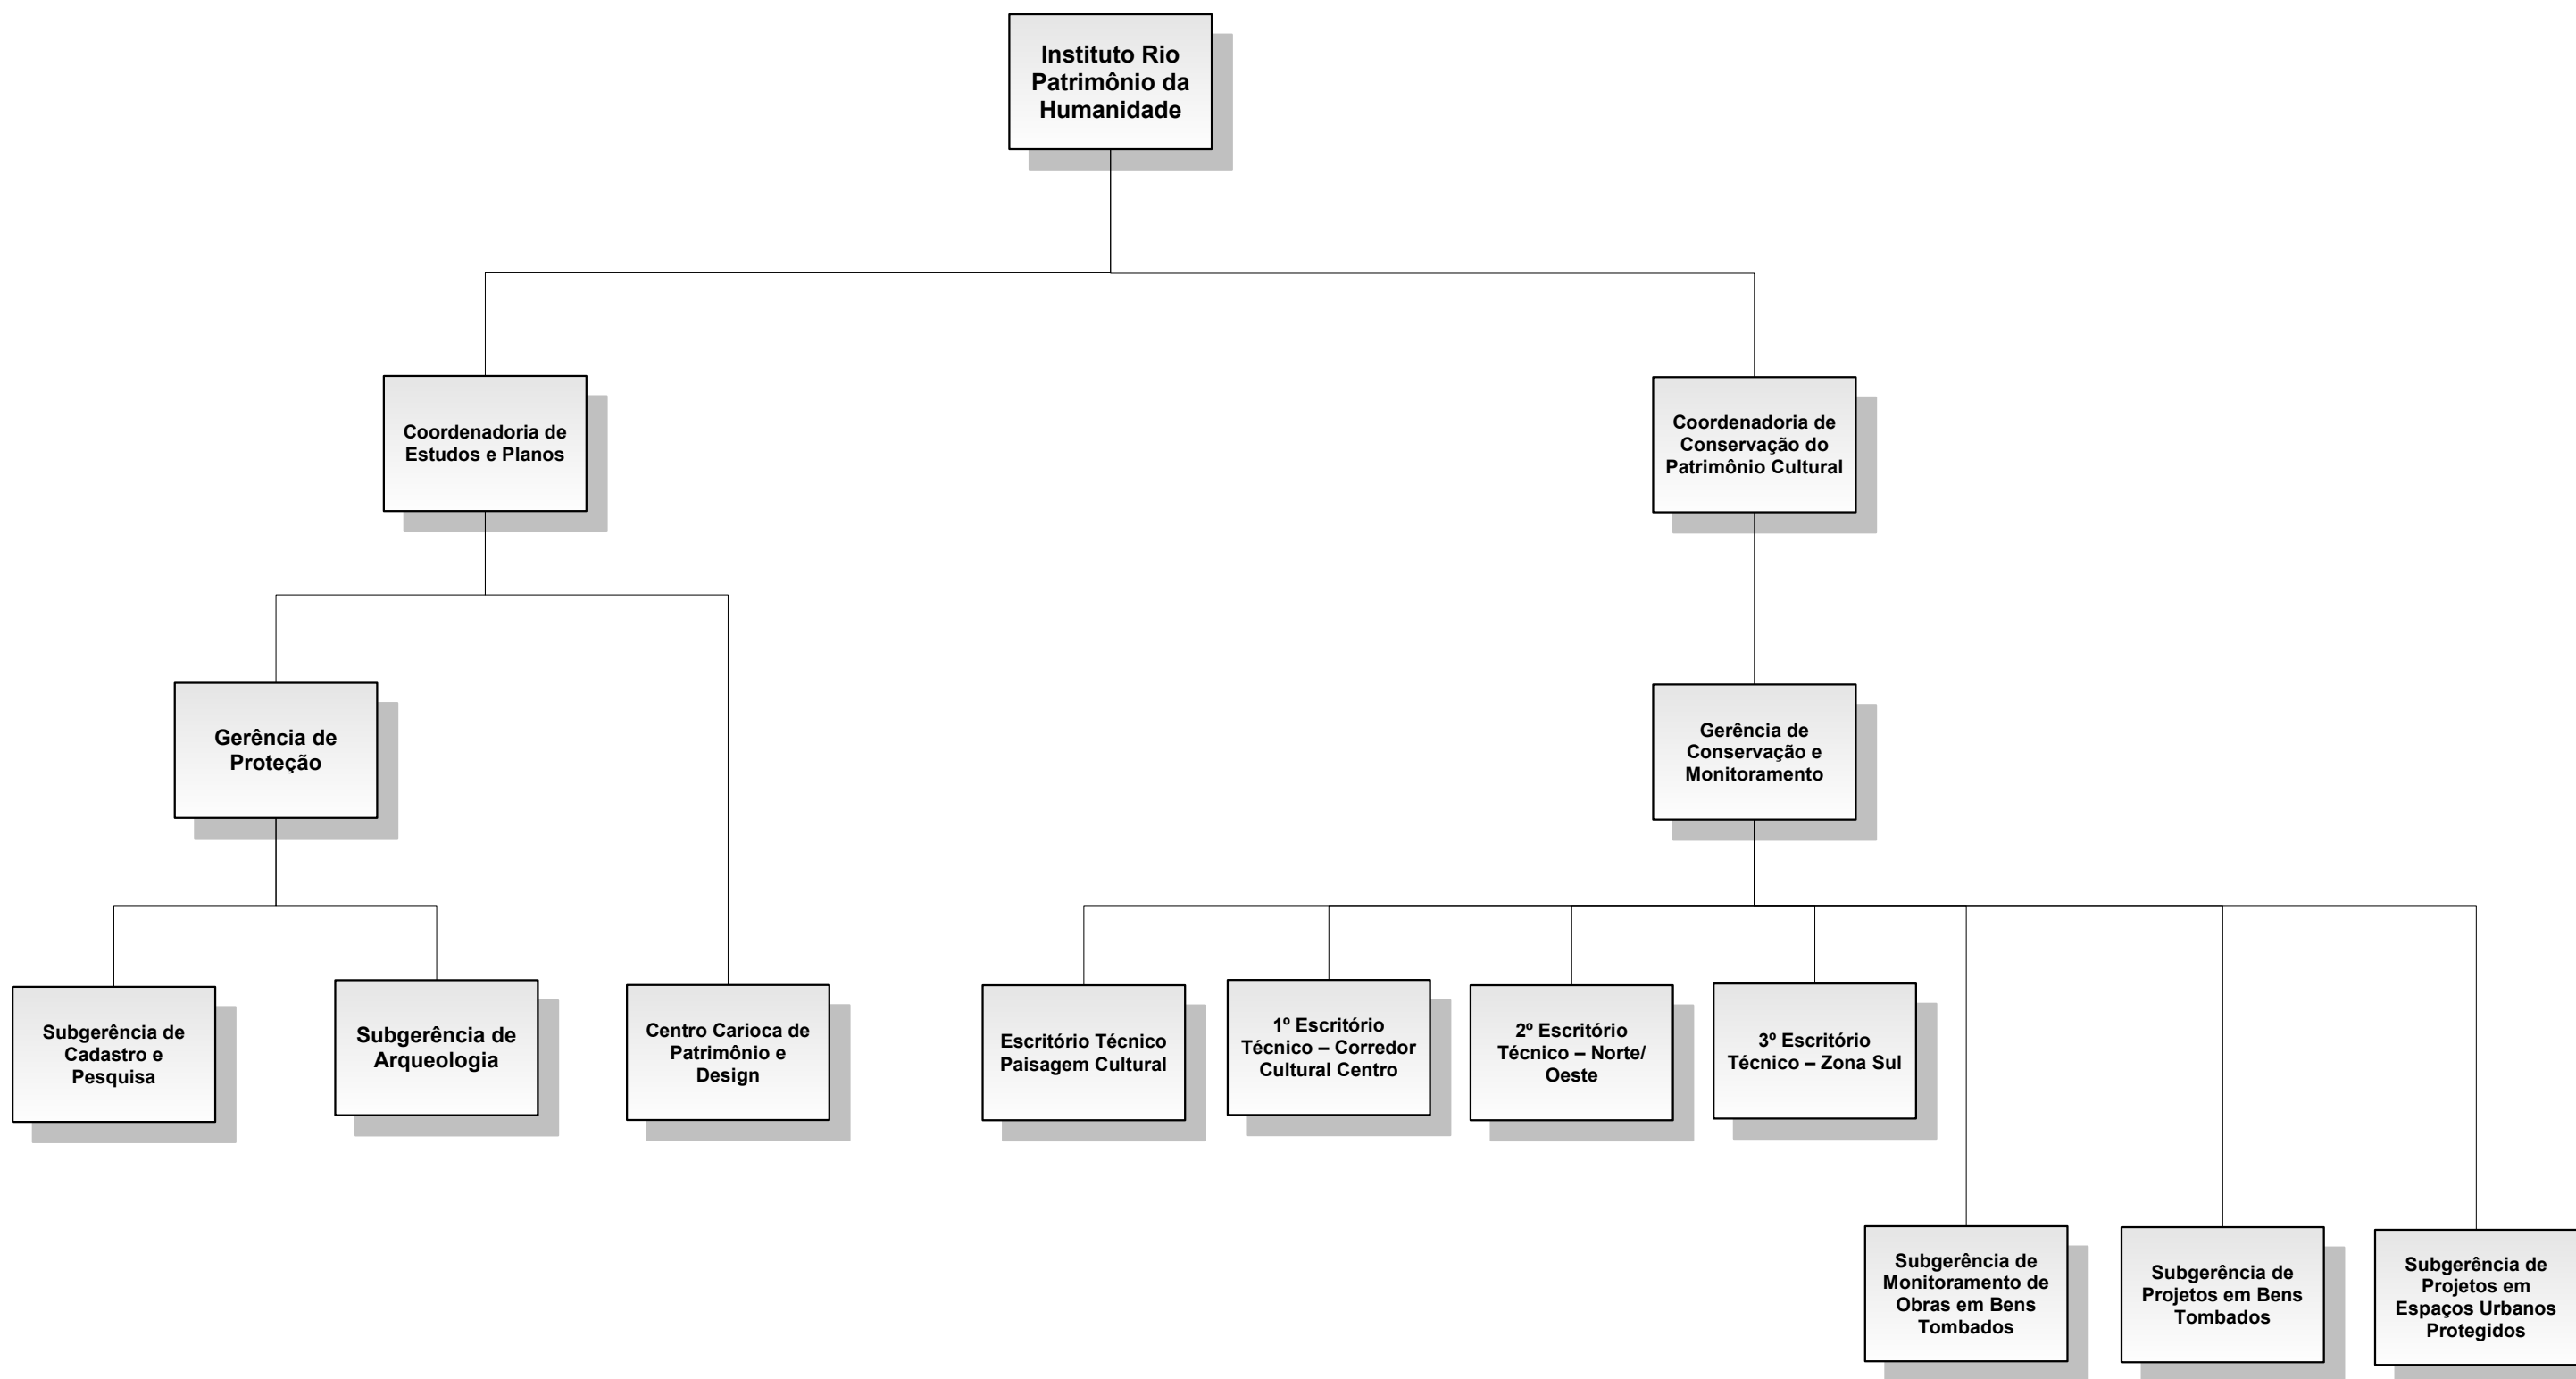 Instituto Rio
Patrimônio da
Humanidade
Coordenadoria de
Estudos e Planos
Coordenadoria de
Conservação do
Patrimônio Cultural
Gerência de
Proteção
Gerência de
Conservação e
Monitoramento
Subgerência de
Cadastro e
Pesquisa
Subgerência de
Arqueologia
Centro Carioca de
Patrimônio e
Design
Escritório Técnico
Paisagem Cultural
1º Escritório
Técnico – Corredor
Cultural Centro
2º Escritório
Técnico – Norte/
Oeste
3º Escritório
Técnico – Zona Sul
Subgerência de
Monitoramento de
Obras em Bens
Tombados
Subgerência de
Projetos em Bens
Tombados
Subgerência de
Projetos em
Espaços Urbanos
Protegidos